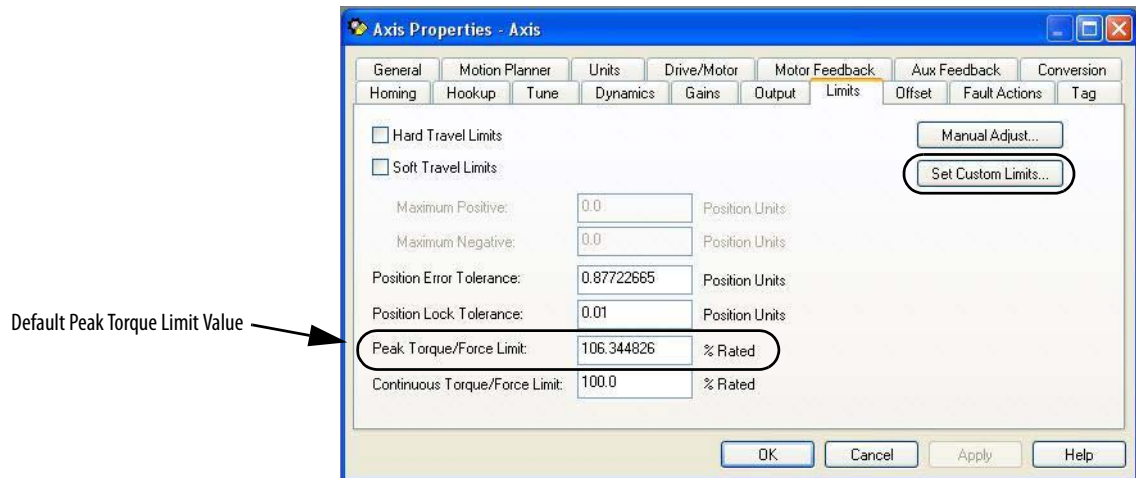 Axis Properties - Axis
General Motion Planner Units Drive/Motor Motor Feedback Aux Feedback Conversion
Homing Hookup Tune Dynamics Gains Output Limits Offset Fault Actions Tag
Hard Travel Limits
Manual Adjust...
Soft Travel Limits
Set Custom Limits...
Maximum Positive: 0.0 Position Units
Maximum Negative: 0.0 Position Units
Position Error Tolerance: 0.87722665 Position Units
Position Lock Tolerance: 0.01 Position Units
Default Peak Torque Limit Value
Peak Torque/Force Limit: 106.344826 % Rated
Continuous Torque/Force Limit: 100.0 % Rated
OK Cancel Apply Help